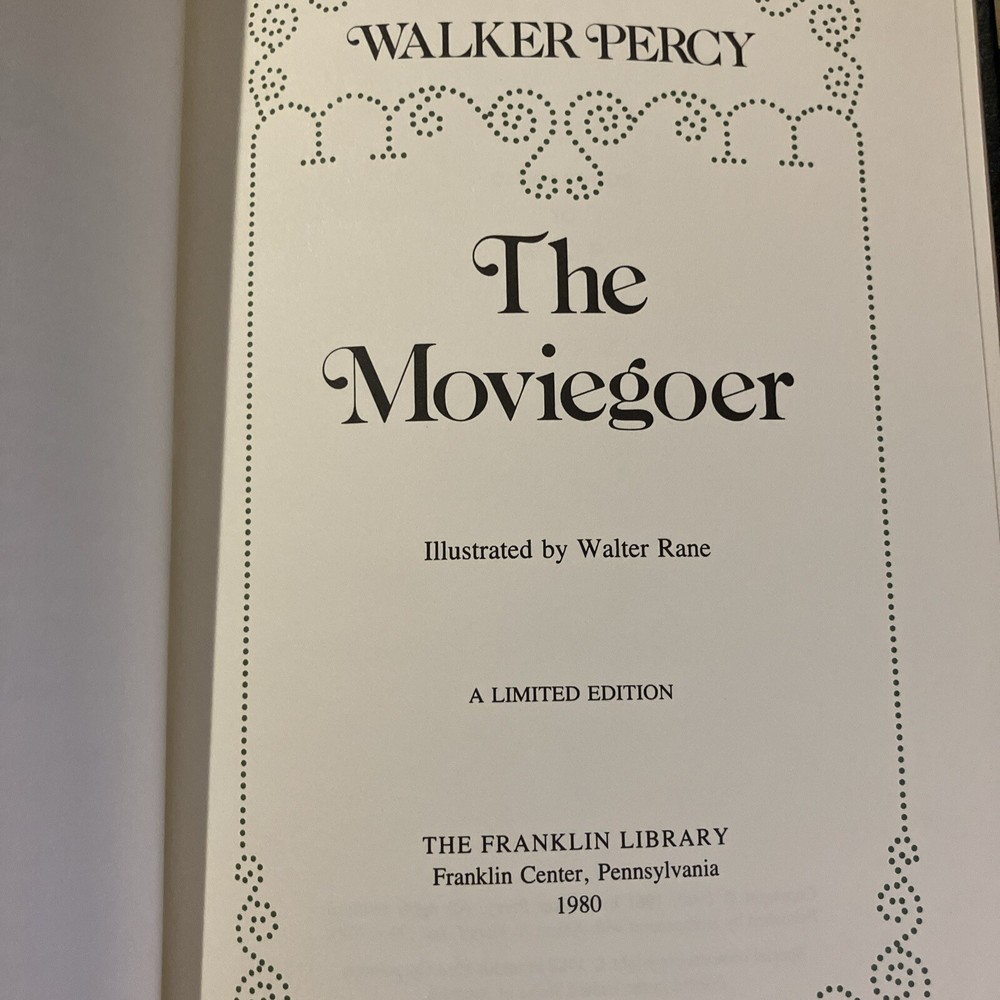 WALKER PERCY
The
Moviegoer
Illustrated by Walter Rane
A LIMITED EDITION
THE FRANKLIN LIBRARY
Franklin Center, Pennsylvania
1980